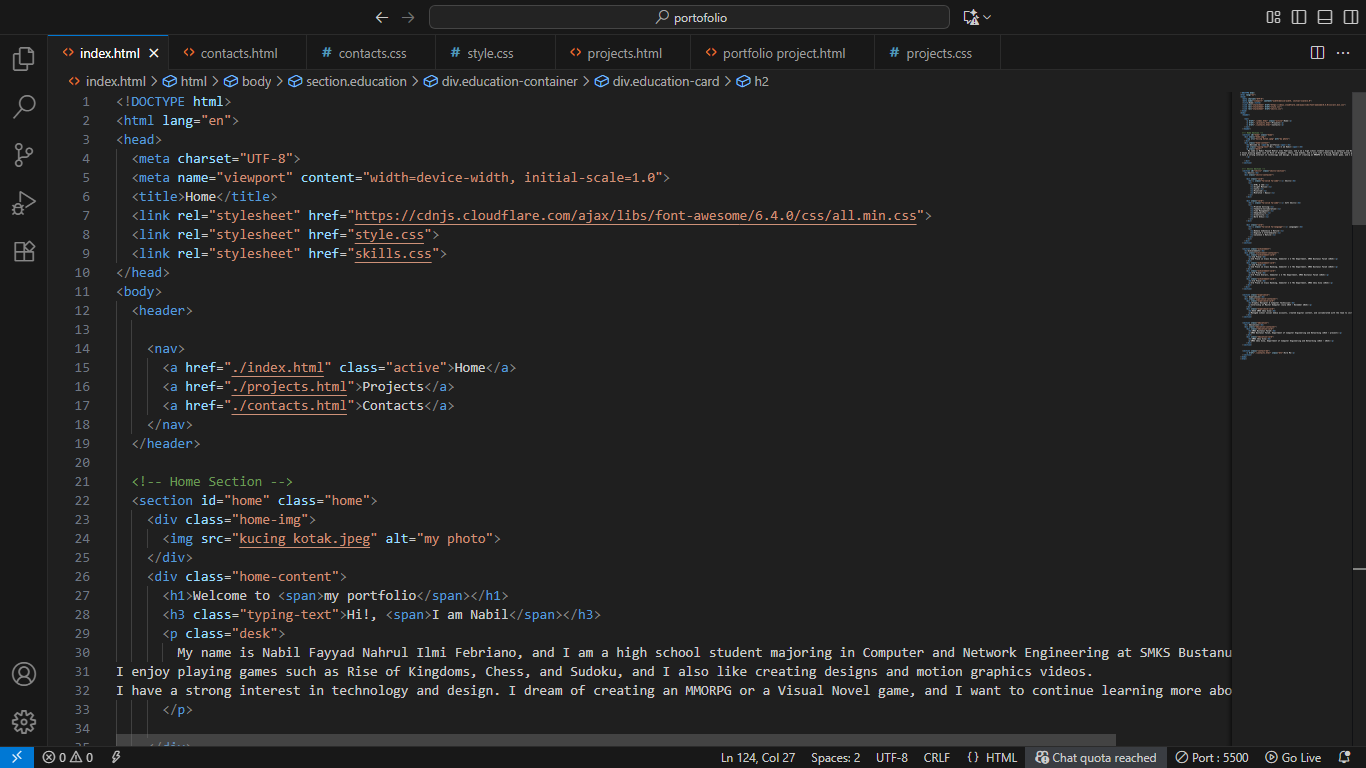 portofolio
index.html
contacts.html
contacts.css
style.css
projects.html
portfolio project.html
projects.css
index.html > html > body > section.education > div.education-container > div.education-card > h2
1 <!DOCTYPE html>
2 <html lang="en">
3 <head>
4 <meta charset="UTF-8">
5 <meta name="viewport" content="width=device-width, initial-scale=1.0">
6 <title>Home</title>
7 <link rel="stylesheet" href="https://cdnjs.cloudflare.com/ajax/libs/font-awesome/6.4.0/css/all.min.css">
8 <link rel="stylesheet" href="style.css">
9 <link rel="stylesheet" href="skills.css">
10 </head>
11 <body>
12 <header>
13
14 <nav>
15 <a href="./index.html" class="active">Home</a>
16 <a href="./projects.html">Projects</a>
17 <a href="./contacts.html">Contacts</a>
18 </nav>
19 </header>
20
21 <!-- Home Section -->
22 <section id="home" class="home">
23 <div class="home-img">
24 <img src="kucing kotak.jpeg" alt="my photo">
25 </div>
26 <div class="home-content">
27 <h1>Welcome to <span>my portfolio</span></h1>
28 <h3 class="typing-text">Hi!, <span>I am Nabil</span></h3>
29 <p class="desk">
30 My name is Nabil Fayyad Nahrul Ilmi Febriano, and I am a high school student majoring in Computer and Network Engineering at SMKS Bustanu
31 I enjoy playing games such as Rise of Kingdoms, Chess, and Sudoku, and I also like creating designs and motion graphics videos.
32 I have a strong interest in technology and design. I dream of creating an MMORPG or a Visual Novel game, and I want to continue learning more abo
33 </p>
34
0 0 Ln 124, Col 27 Spaces: 2 UTF-8 CRLF {} HTML Chat quota reached Port : 5500 Go Live